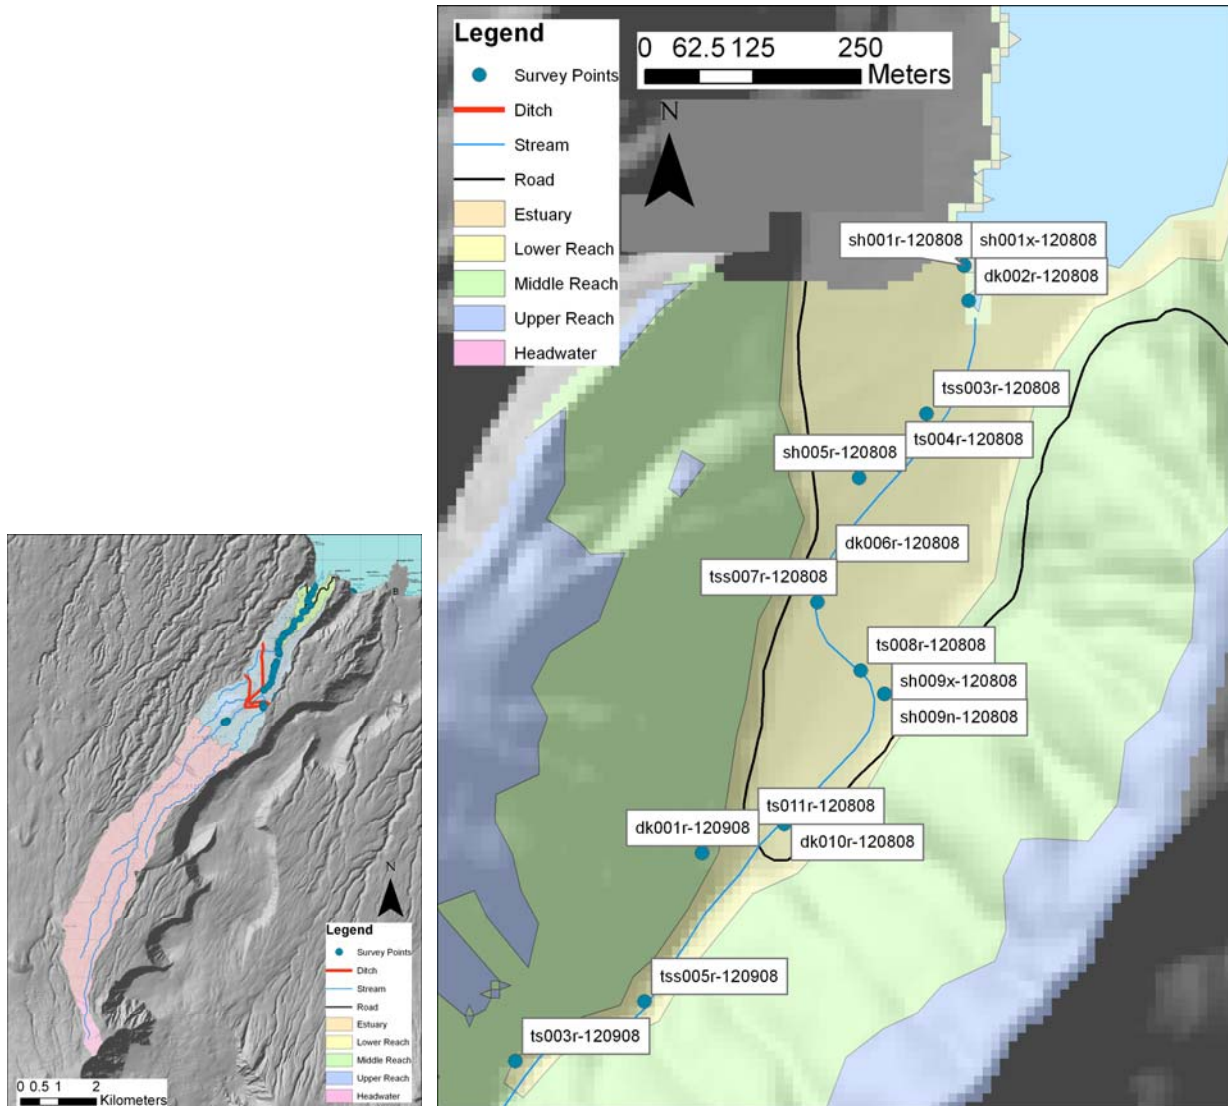 Legend
Survey Points
Ditch
Stream
Road
Estuary
Lower Reach
Middle Reach
Upper Reach
Headwater
0 62.5 125 250
Meters
N
sh001r-120808
sh001x-120808
dk002r-120808
tss003r-120808
ts004r-120808
sh005r-120808
dk006r-120808
tss007r-120808
ts008r-120808
sh009x-120808
sh009n-120808
ts011r-120808
dk001r-120908
dk010r-120808
tss005r-120908
ts003r-120908
B
N
Legend
Survey Points
Ditch
Stream
Road
Estuary
Lower Reach
Middle Reach
Upper Reach
Headwater
0 0.5 1 2
Kilometers